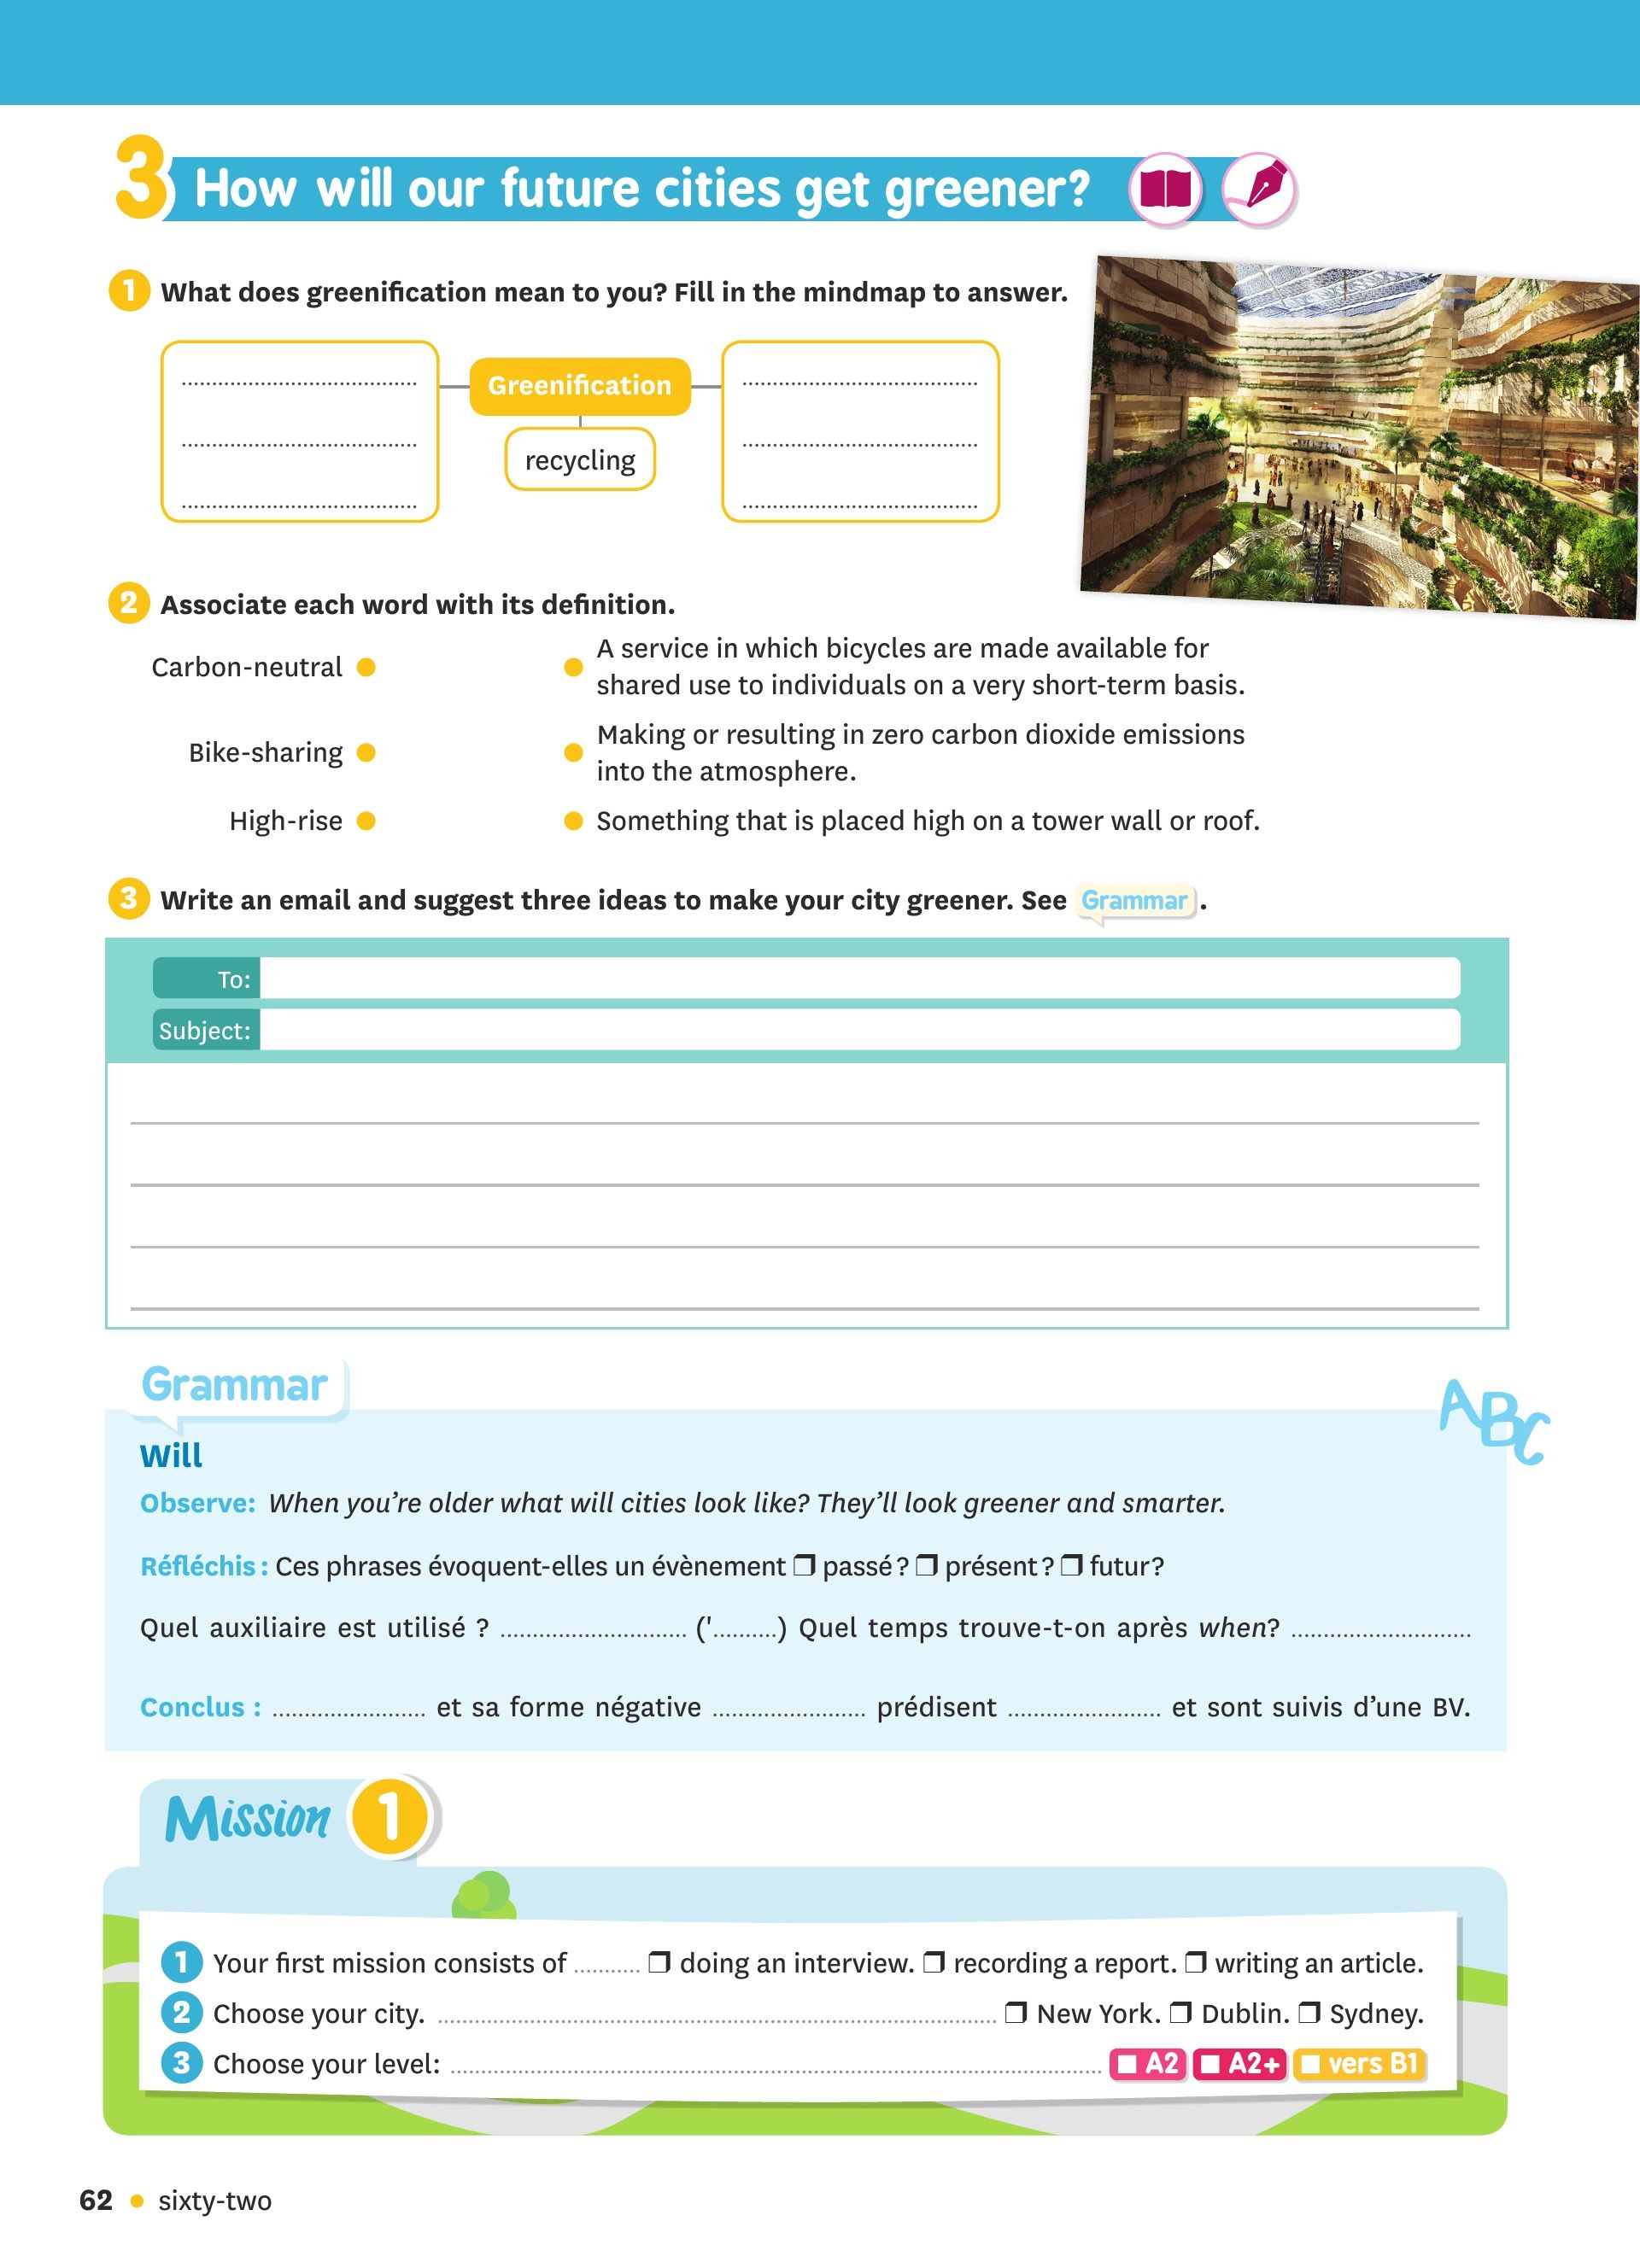 3 How will our future cities get greener?
1 What does greenification mean to you? Fill in the mindmap to answer.
Greenification
recycling
2 Associate each word with its definition.
Carbon-neutral
A service in which bicycles are made available for
shared use to individuals on a very short-term basis.
Bike-sharing
Making or resulting in zero carbon dioxide emissions
into the atmosphere.
High-rise
Something that is placed high on a tower wall or roof.
3 Write an email and suggest three ideas to make your city greener. See Grammar .
To:
Subject:
Grammar
ABC
Will
Observe: When you're older what will cities look like? They'll look greener and smarter.
Réfléchis : Ces phrases évoquent-elles un évènement ❒ passé ? ❒ présent ? ❒ futur ?
Quel auxiliaire est utilisé ? ............................ ('..........) Quel temps trouve-t-on après when? ............................
Conclus : ........................ et sa forme négative ........................ prédisent ........................ et sont suivis d'une BV.
Mission 1
1 Your first mission consists of ........... ❒ doing an interview. ❒ recording a report. ❒ writing an article.
2 Choose your city. ........................................................................ ❒ New York. ❒ Dublin. ❒ Sydney.
3 Choose your level: ........................................................................ ■ A2 ■ A2+ ■ vers B1
62 • sixty-two